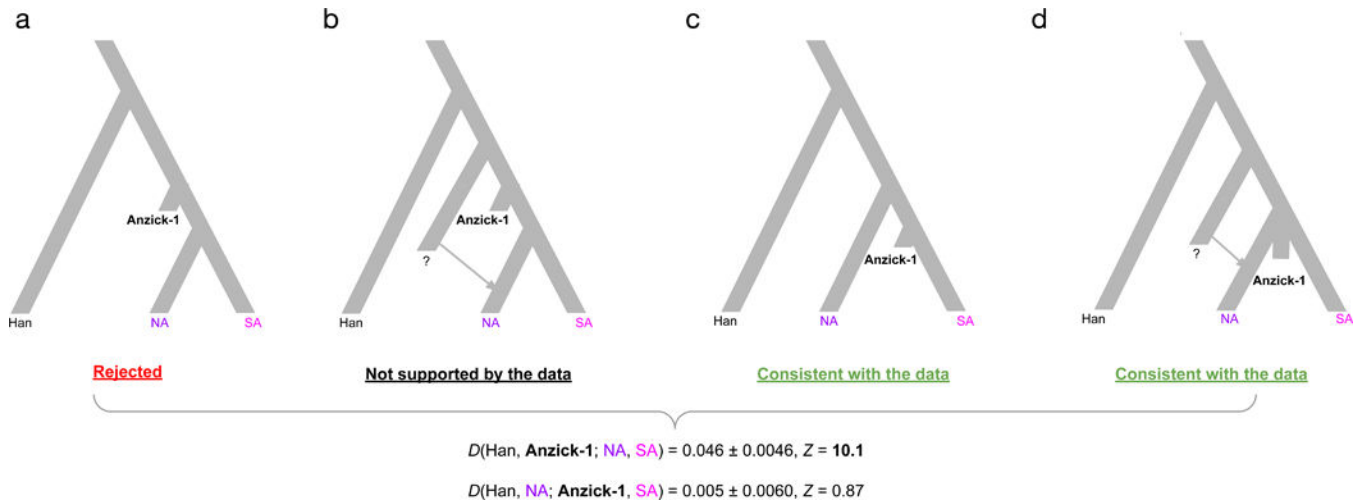 a b c d
Anzick-1 Anzick-1
? ?
Anzick-1
Anzick-1
Han NA SA Han NA SA Han NA SA Han NA SA
Rejected Not supported by the data Consistent with the data Consistent with the data
D(Han, Anzick-1; NA, SA) = 0.046 ± 0.0046, Z = 10.1
D(Han, NA; Anzick-1, SA) = 0.005 ± 0.0060, Z = 0.87